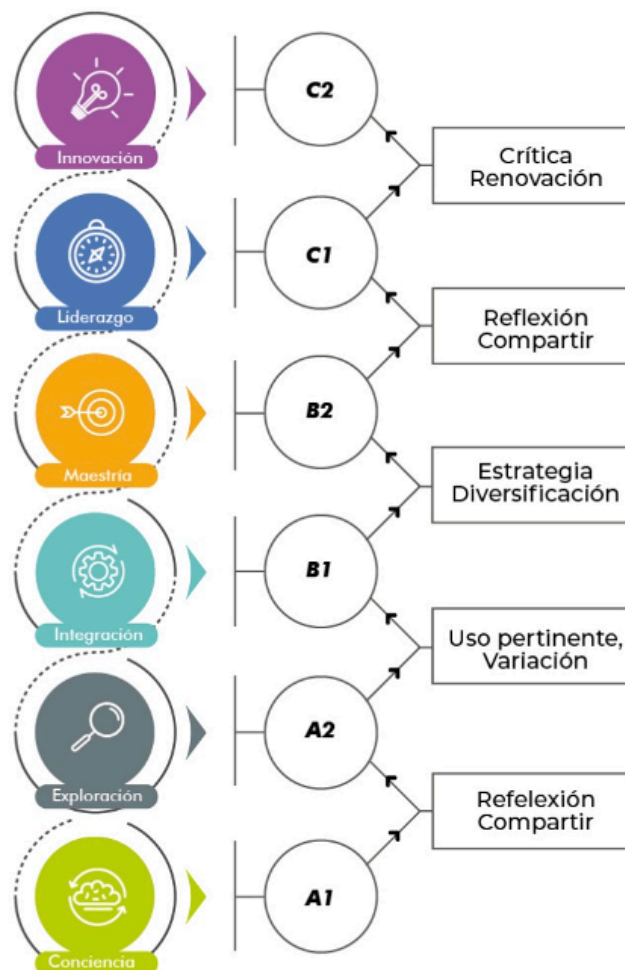 Innovación
C2
Crítica
Renovación
Liderazgo
C1
Reflexión
Compartir
Maestría
B2
Estrategia
Diversificación
Integración
B1
Uso pertinente,
Variación
Exploración
A2
Refelexión
Compartir
Conciencia
A1